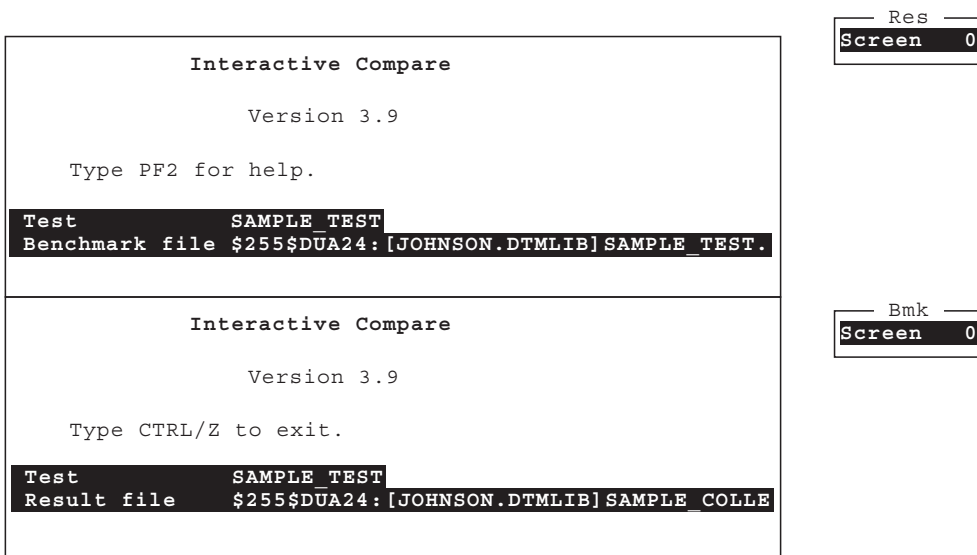 Res
Screen 0
Interactive Compare
Version 3.9
Type PF2 for help.
Test SAMPLE_TEST
Benchmark file $255$DUA24:[JOHNSON.DTMLIB]SAMPLE_TEST.
Interactive Compare
Bmk
Screen 0
Version 3.9
Type CTRL/Z to exit.
Test SAMPLE_TEST
Result file $255$DUA24:[JOHNSON.DTMLIB]SAMPLE_COLLE